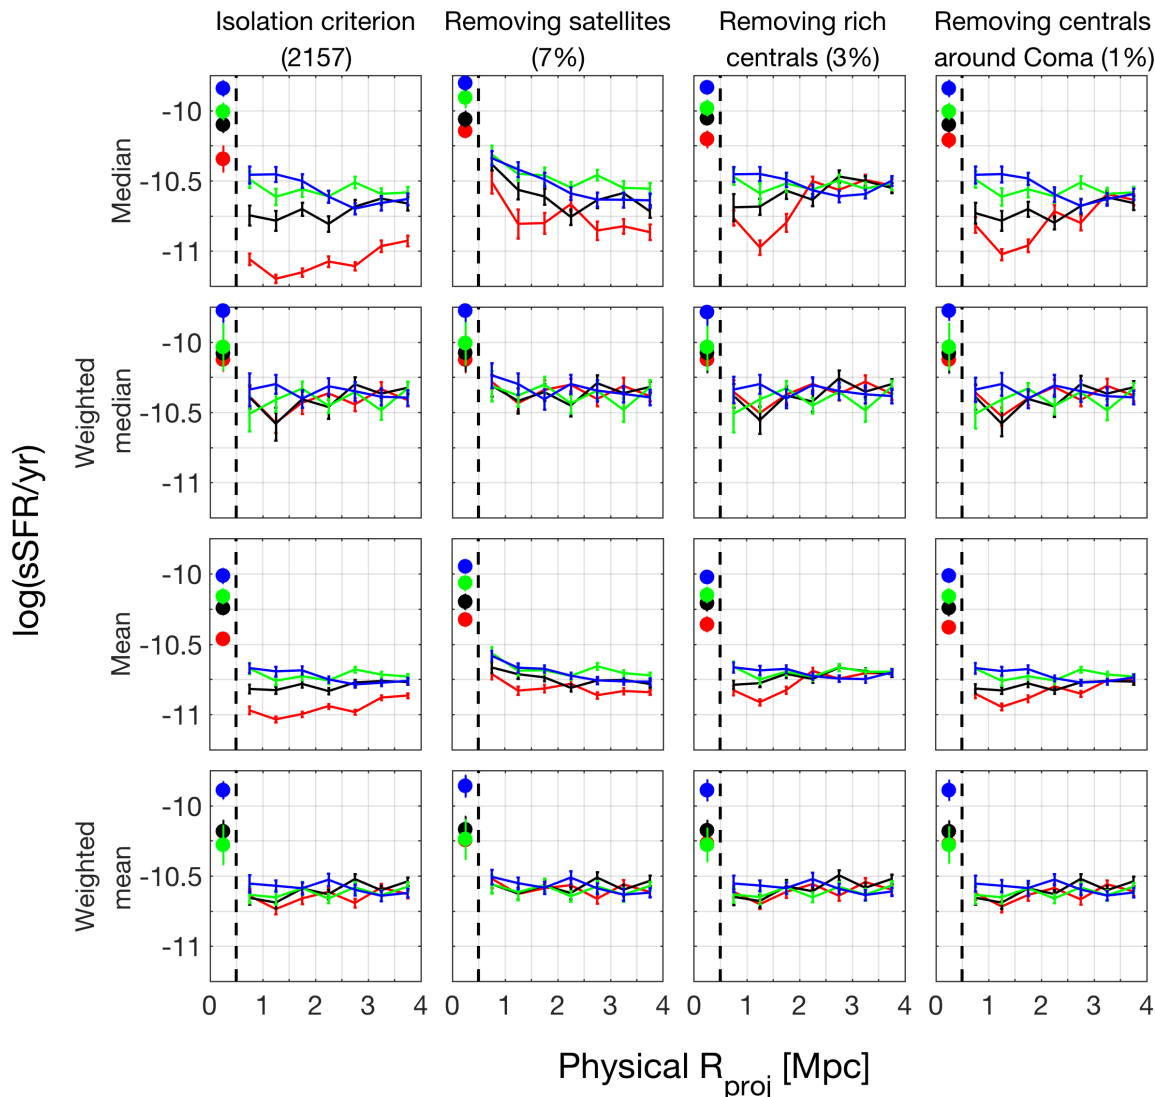 Isolation criterion
(2157)
Removing satellites
(7%)
Removing rich
centrals (3%)
Removing centrals
around Coma (1%)
log(sSFR/yr)
Median
-10
-10.5
-11
Weighted
median
-10
-10.5
-11
Mean
-10
-10.5
-11
Weighted
mean
-10
-10.5
-11
0 1 2 3 4
0 1 2 3 4
0 1 2 3 4
0 1 2 3 4
Physical Rproj [Mpc]